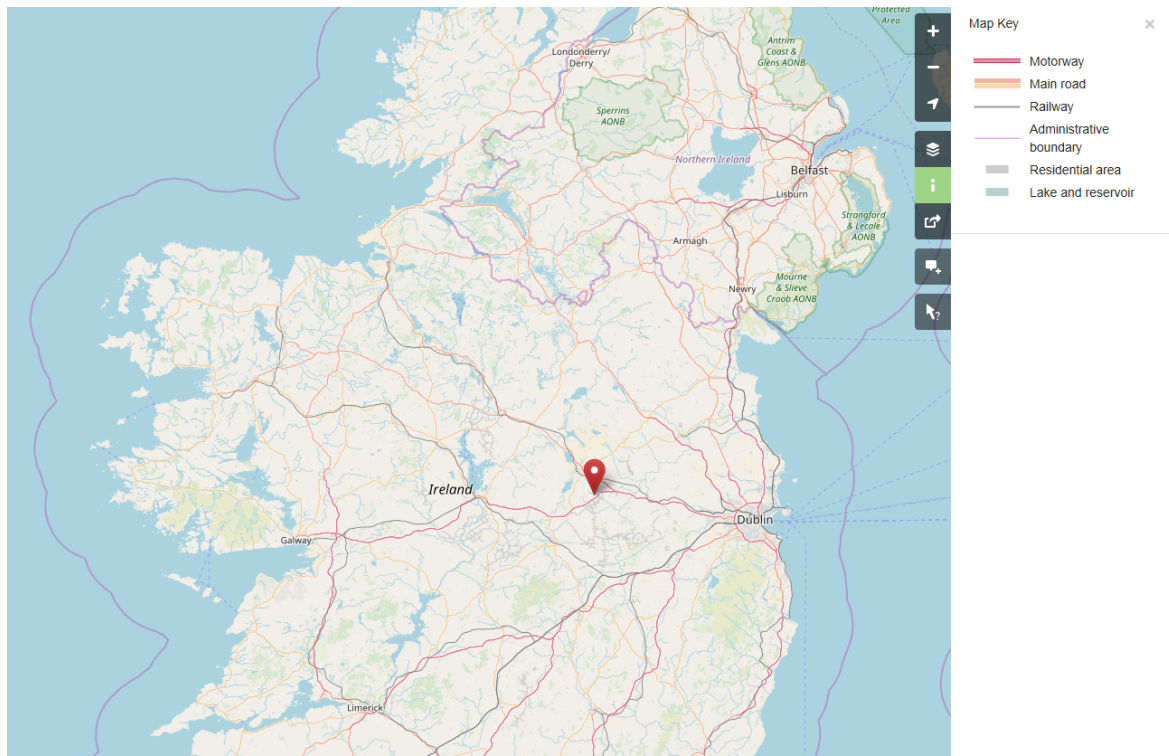 Protected
Area
Antrim
Coast &
Glens AONB
Londonderry/
Derry
Sperrins
AONB
Northern Ireland
Belfast
Lisburn
Strangford
& Lecale
AONB
Armagh
Mourne
& Slieve
Croob AONB
Newry
Ireland
Dublin
Galway
Limerick
Map Key
Motorway
Main road
Railway
Administrative
boundary
Residential area
Lake and reservoir